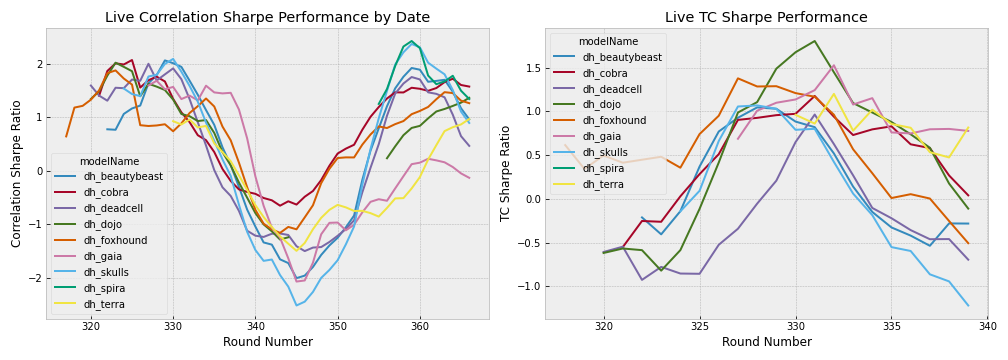 Live Correlation Sharpe Performance by Date
Correlation Sharpe Ratio
2
1
0
−1
−2
modelName
dh_beautybeast
dh_cobra
dh_deadcell
dh_dojo
dh_foxhound
dh_gaia
dh_skulls
dh_spira
dh_terra
320 330 340 350 360
Round Number
Live TC Sharpe Performance
TC Sharpe Ratio
1.5
1.0
0.5
0.0
−0.5
−1.0
modelName
dh_beautybeast
dh_cobra
dh_deadcell
dh_dojo
dh_foxhound
dh_gaia
dh_skulls
dh_spira
dh_terra
320 325 330 335 340
Round Number